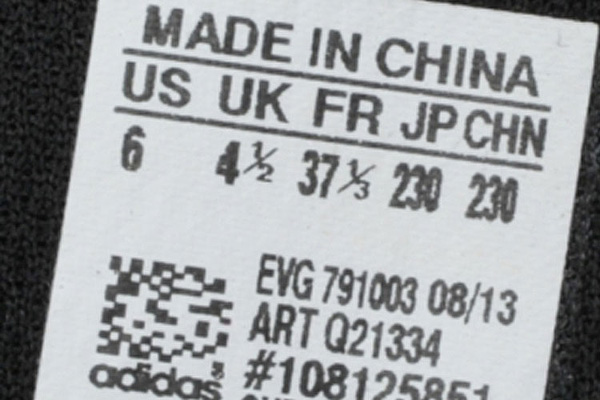 MADE IN CHINA
US UK FR JP CHN
6 4½ 37⅓ 230 230
EVG 791003 08/13
ART Q21334
#108125851
adidas